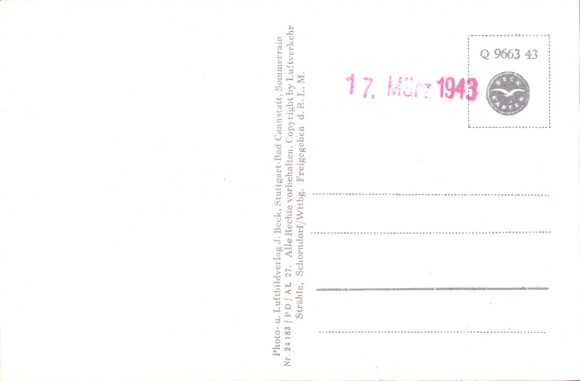 Photo- u. Luftbildverlag J. Beck, Stuttgart-Bad Cannstatt, Sommerrain
Nr. 24183/PD/AL 27. Alle Rechte vorbehalten. Copyright by Luftverkehr
Strähle, Schorndorf/Wttbg. Freigegeben d. R. L. M.
17. März 1943
Q 9663 43
BECK
KARTEN